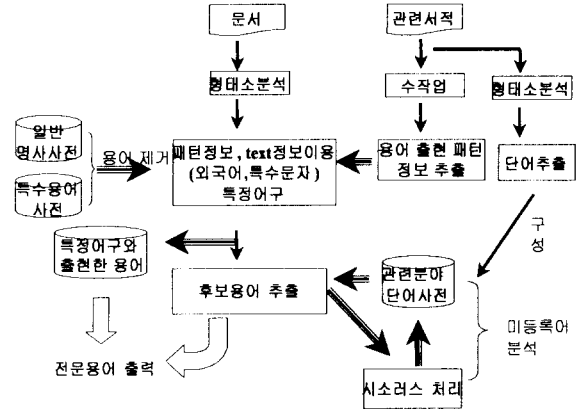 문서
관련서적
형태소분석
수작업
형태소분석
일반
명사사전
용어 제거
특수용어
사전
패턴정보, text정보이용
(외국어,특수문자)
특정어구
용어 출현 패턴
정보 추출
단어추출
구
성
특정어구와
출현한 용어
후보용어 추출
관련분야
단어사전
미등록어
분석
전문용어 출력
시소러스 처리